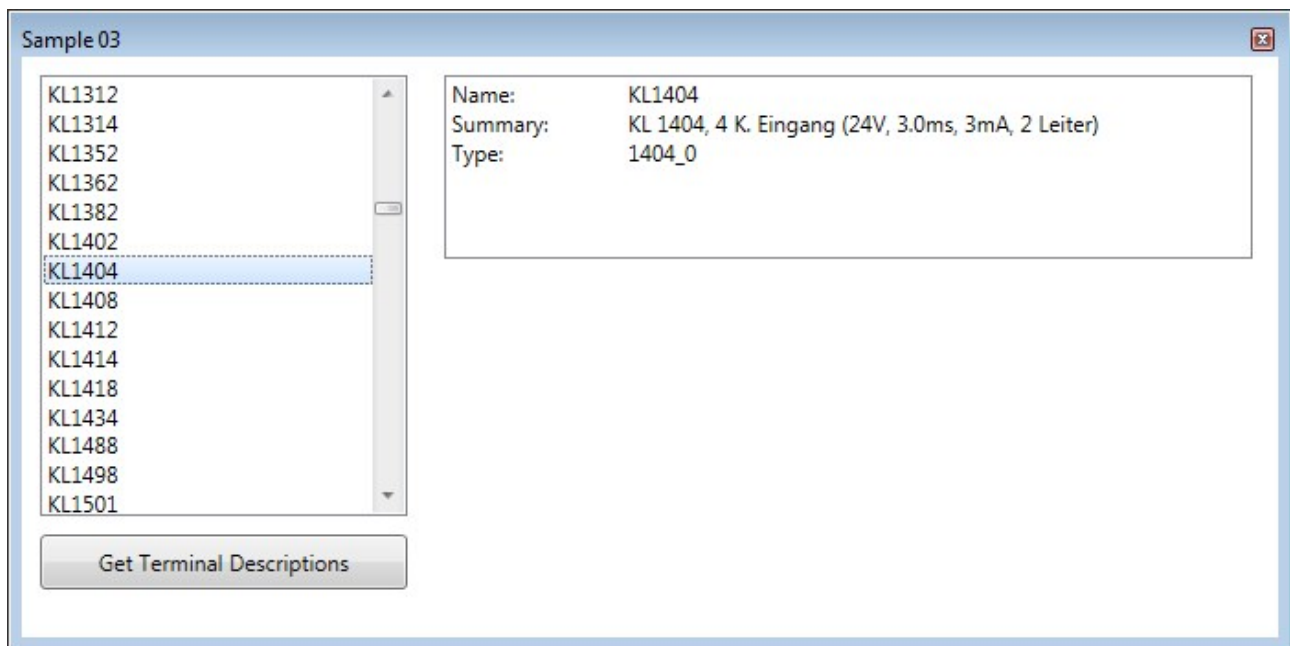 Sample 03
KL1312
KL1314
KL1352
KL1362
KL1382
KL1402
KL1404
KL1408
KL1412
KL1414
KL1418
KL1434
KL1488
KL1498
KL1501
Get Terminal Descriptions
Name: KL1404
Summary: KL 1404, 4 K. Eingang (24V, 3.0ms, 3mA, 2 Leiter)
Type: 1404_0